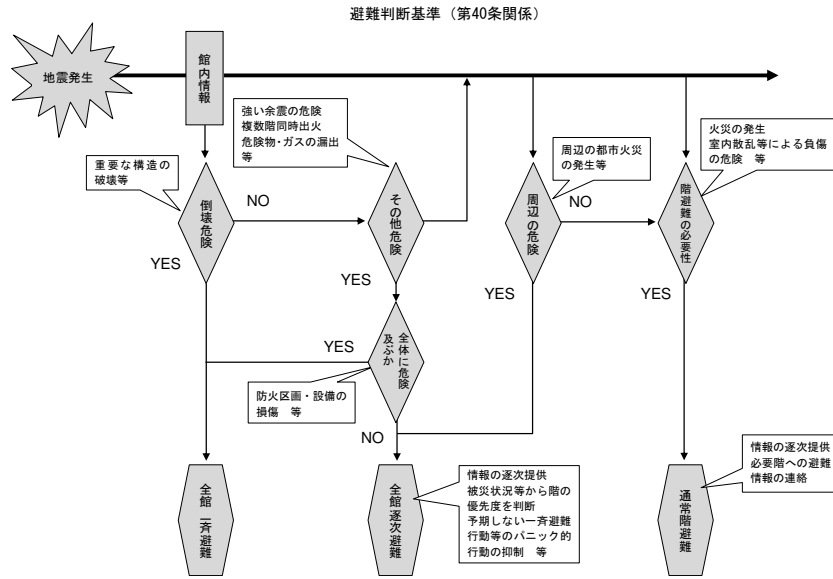 避難判断基準（第40条関係）
地震発生
館内情報
強い余震の危険
複数階同時出火
危険物・ガスの漏出
等
火災の発生
室内散乱等による負傷
の危険　等
周辺の都市火災
の発生等
重要な構造の
破壊等
倒壊危険
NO
その他危険
周辺の危険
NO
階避難の必要性
YES
YES
YES
YES
全体に危険
及ぶか
YES
防火区画・設備の
損傷　等
NO
情報の逐次提供
必要階への避難
情報の連絡
情報の逐次提供
被災状況等から階の
優先度を判断
予期しない一斉避難
行動等のパニック的
行動の抑制　等
全館一斉避難
全館逐次避難
通常階避難